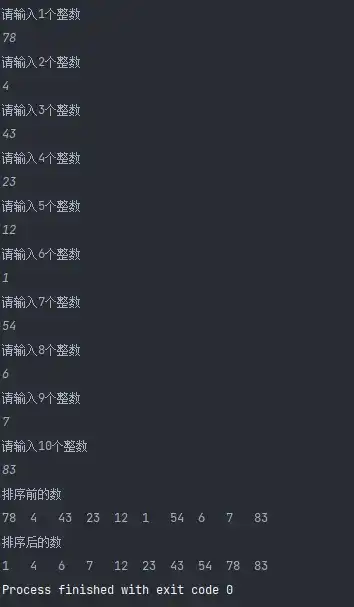 请输入1个整数
78
请输入2个整数
4
请输入3个整数
43
请输入4个整数
23
请输入5个整数
12
请输入6个整数
1
请输入7个整数
54
请输入8个整数
6
请输入9个整数
7
请输入10个整数
83
排序前的数
78 4 43 23 12 1 54 6 7 83
排序后的数
1 4 6 7 12 23 43 54 78 83
Process finished with exit code 0